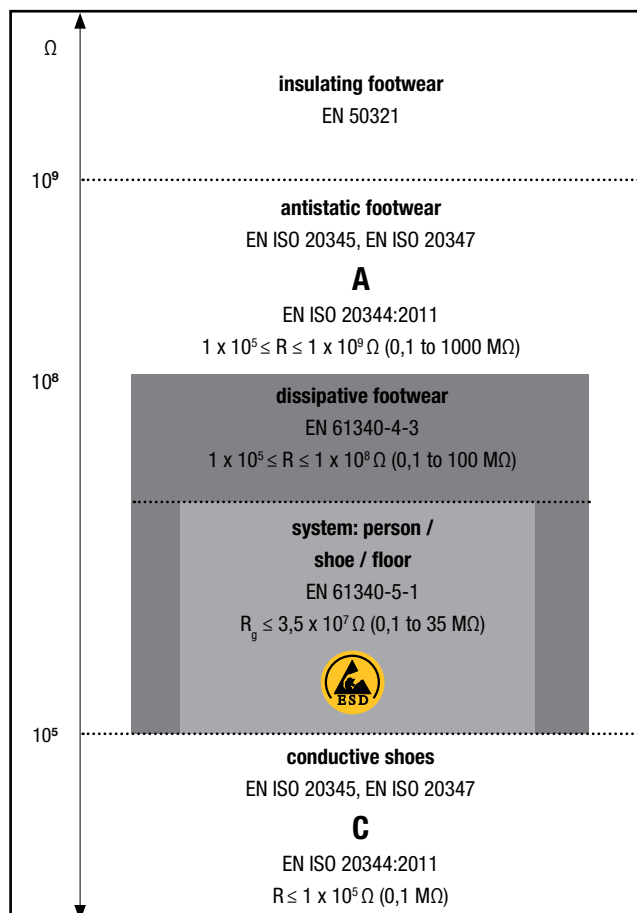 Ω
insulating footwear
EN 50321
10⁹
antistatic footwear
EN ISO 20345, EN ISO 20347
A
EN ISO 20344:2011
1 x 10⁵ ≤ R ≤ 1 x 10⁹ Ω (0,1 to 1000 MΩ)
10⁸
dissipative footwear
EN 61340-4-3
1 x 10⁵ ≤ R ≤ 1 x 10⁸ Ω (0,1 to 100 MΩ)
system: person /
shoe / floor
EN 61340-5-1
R_g ≤ 3,5 x 10⁷ Ω (0,1 to 35 MΩ)
ESD
10⁵
conductive shoes
EN ISO 20345, EN ISO 20347
C
EN ISO 20344:2011
R ≤ 1 x 10⁵ Ω (0,1 MΩ)